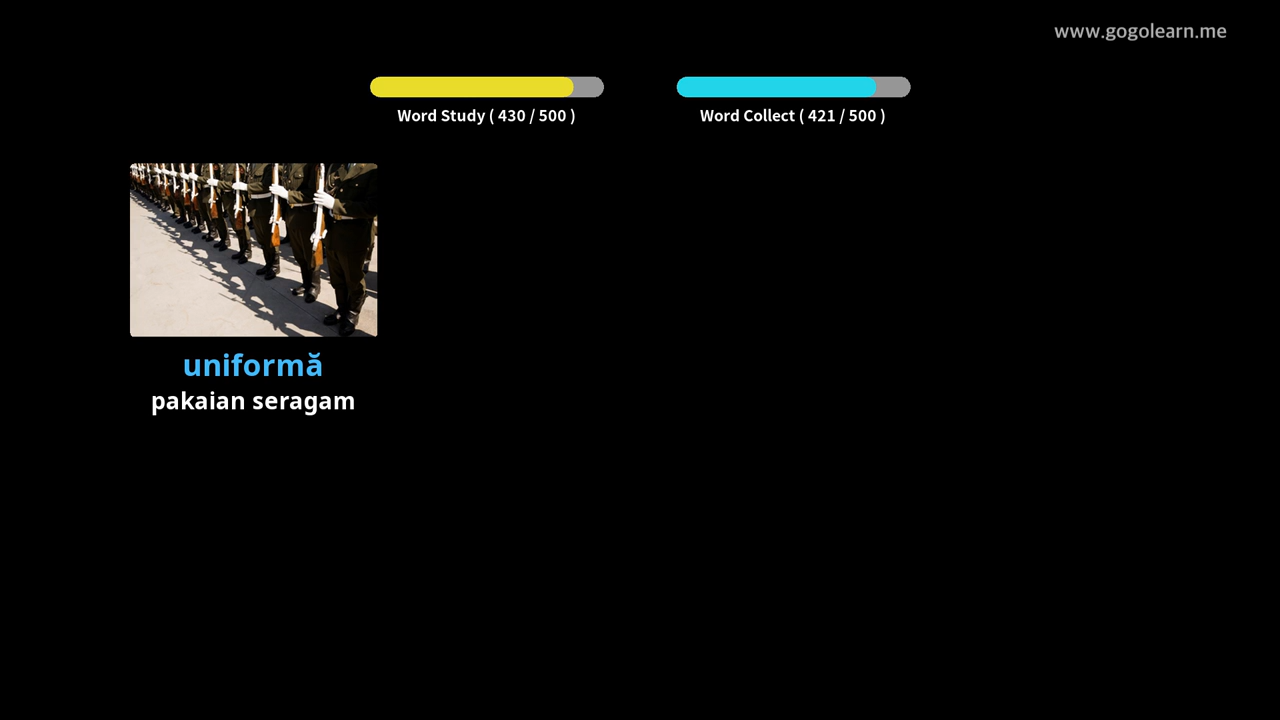 www.gogolearn.me
Word Study ( 430 / 500 )
Word Collect ( 421 / 500 )
uniformă
pakaian seragam